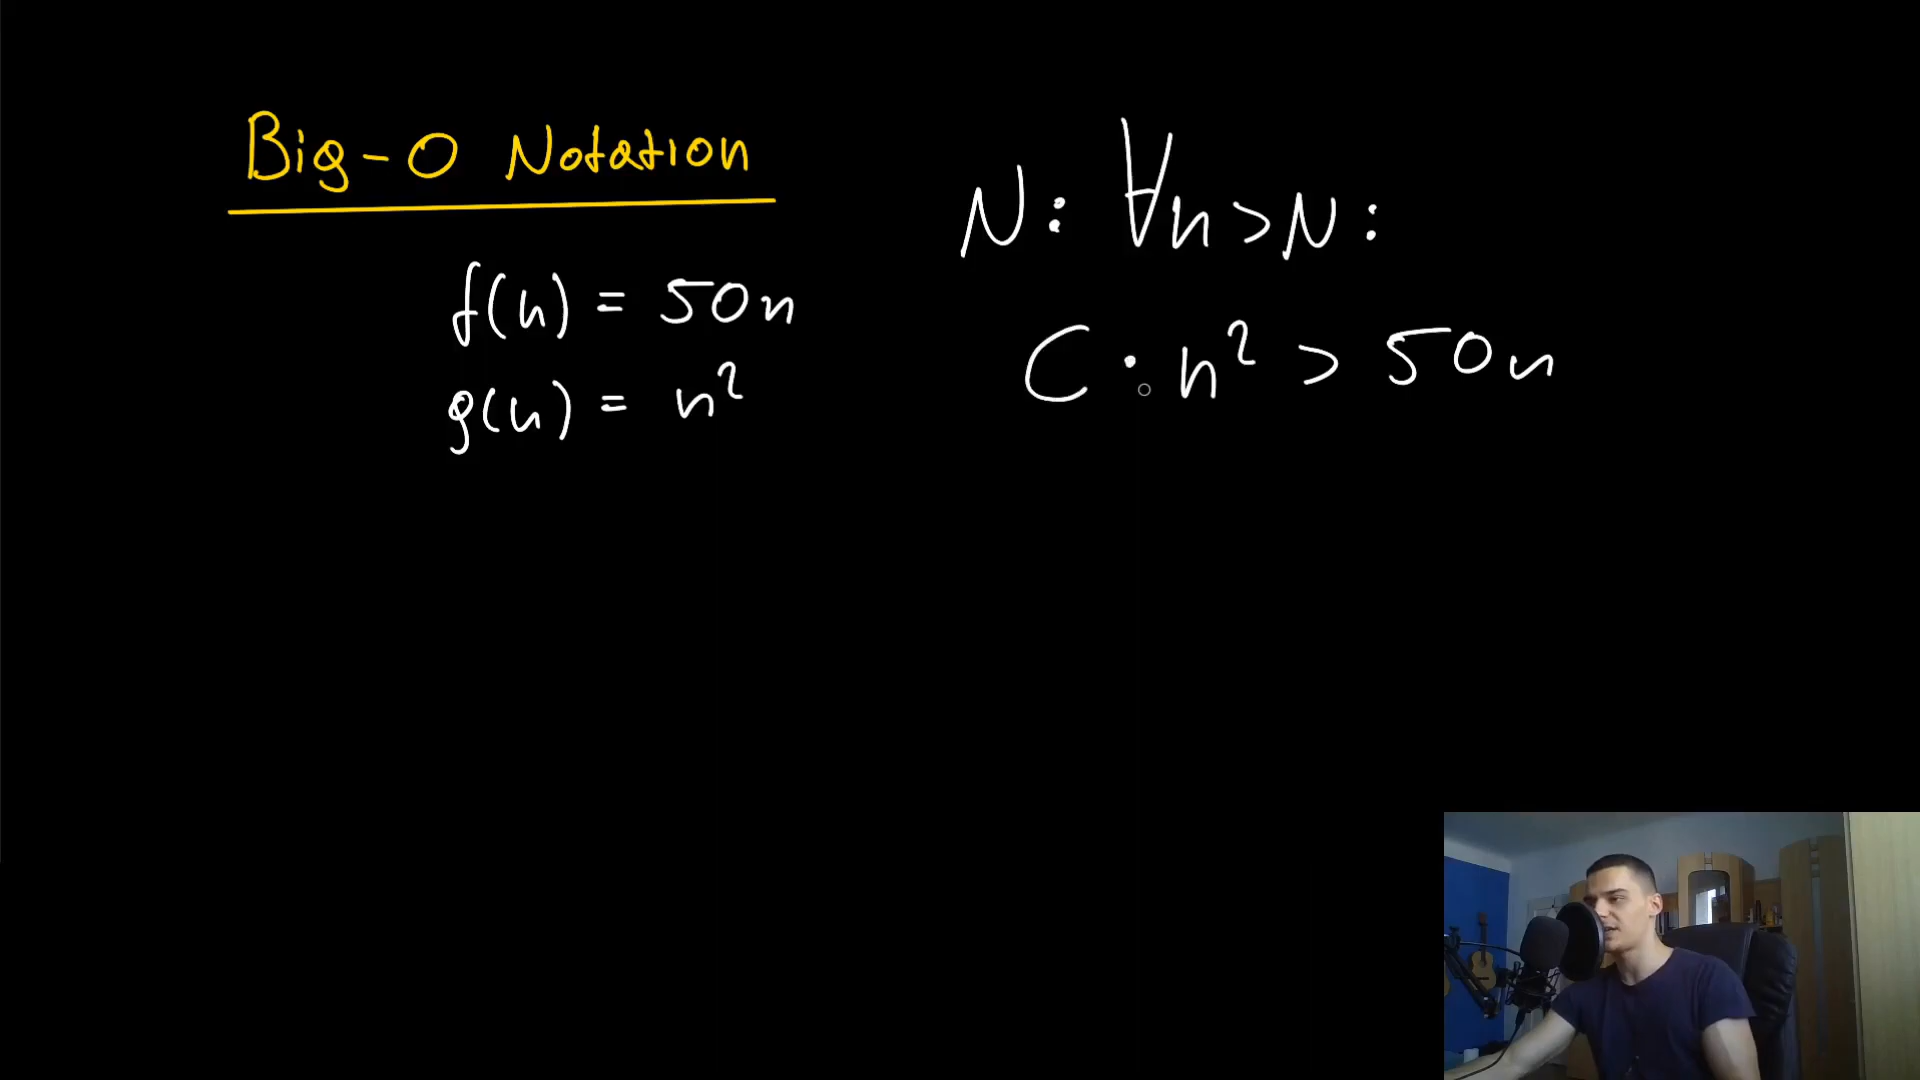 Big-O Notation
f(n) = 50n
g(n) = n²
N: ∀n>N:
C · n² > 50n